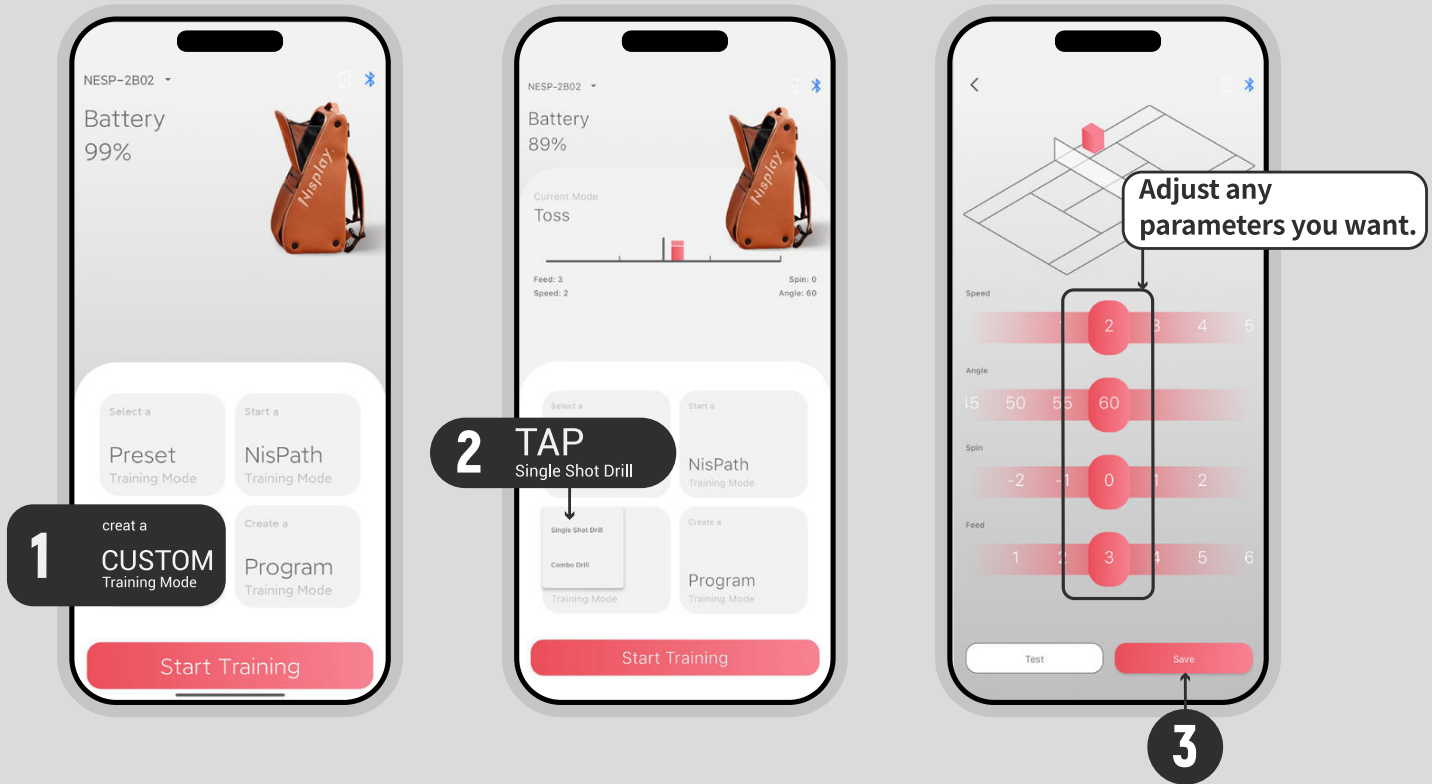 NESP-2B02
Battery
99%
Nisplay.
Select a
Preset
Training Mode
Start a
NisPath
Training Mode
1
creat a
CUSTOM
Training Mode
Create a
Program
Training Mode
Start Training
NESP-2B02
Battery
89%
Nisplay.
Current Mode
Toss
Feed: 3
Spin: 0
Speed: 2
Angle: 60
Select a
Start a
NisPath
Training Mode
2
TAP
Single Shot Drill
Single Shot Drill
Combo Drill
Training Mode
Create a
Program
Training Mode
Start Training
Adjust any
parameters you want.
Speed
1 2 3 4 5
Angle
45 50 55 60
Spin
-2 -1 0 1 2
Feed
1 2 3 4 5 6
Test
Save
3